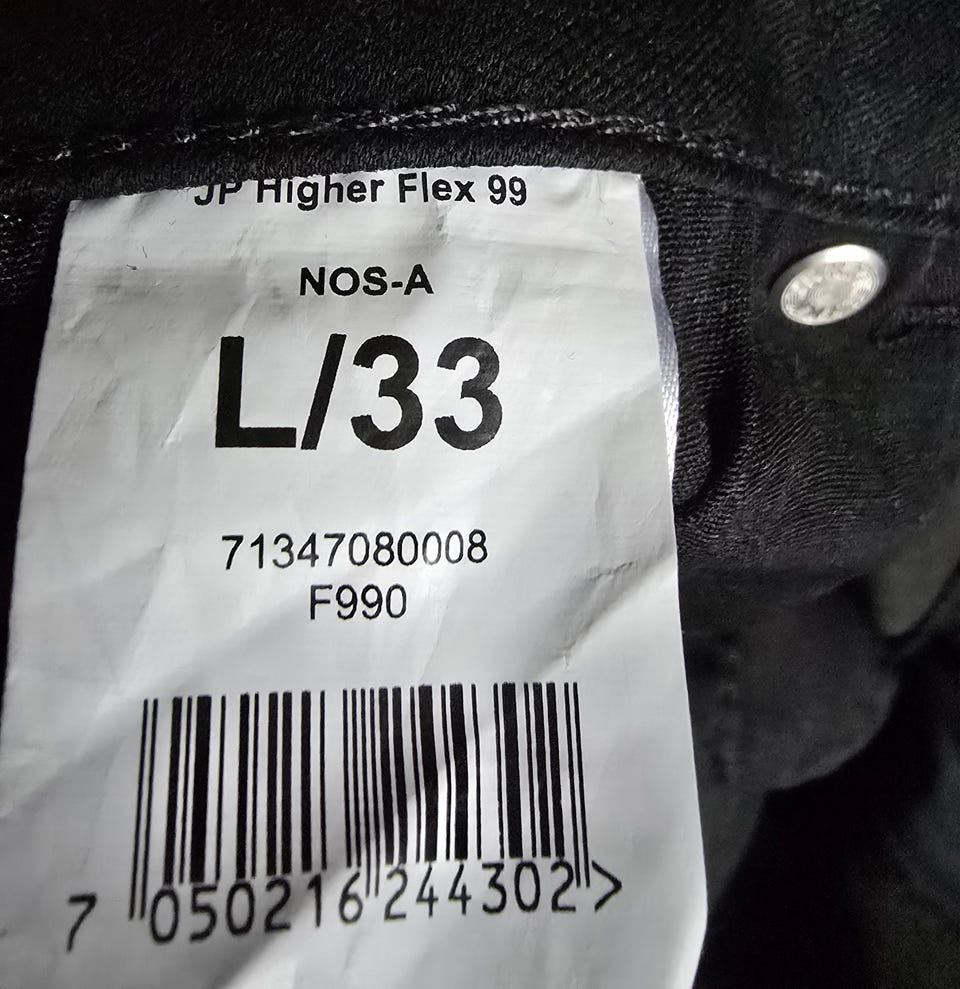 JP Higher Flex 99
NOS-A
L/33
71347080008
F990
7 050216 244302 >